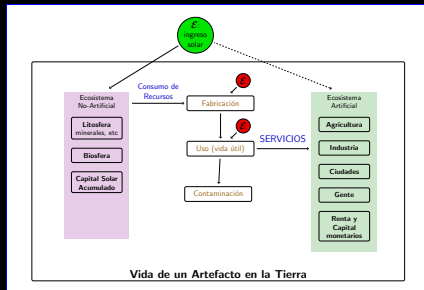 ℰ:
ingreso
solar
Ecosistema
No-Artificial
Litosfera
minerales, etc
Biosfera
Capital Solar
Acumulado
Consumo de
Recursos
ℰ
Fabricación
ℰ
Uso (vida útil)
Contaminación
SERVICIOS
Ecosistema
Artificial
Agricultura
Industría
Ciudades
Gente
Renta y
Capital
monetarios
Vida de un Artefacto en la Tierra